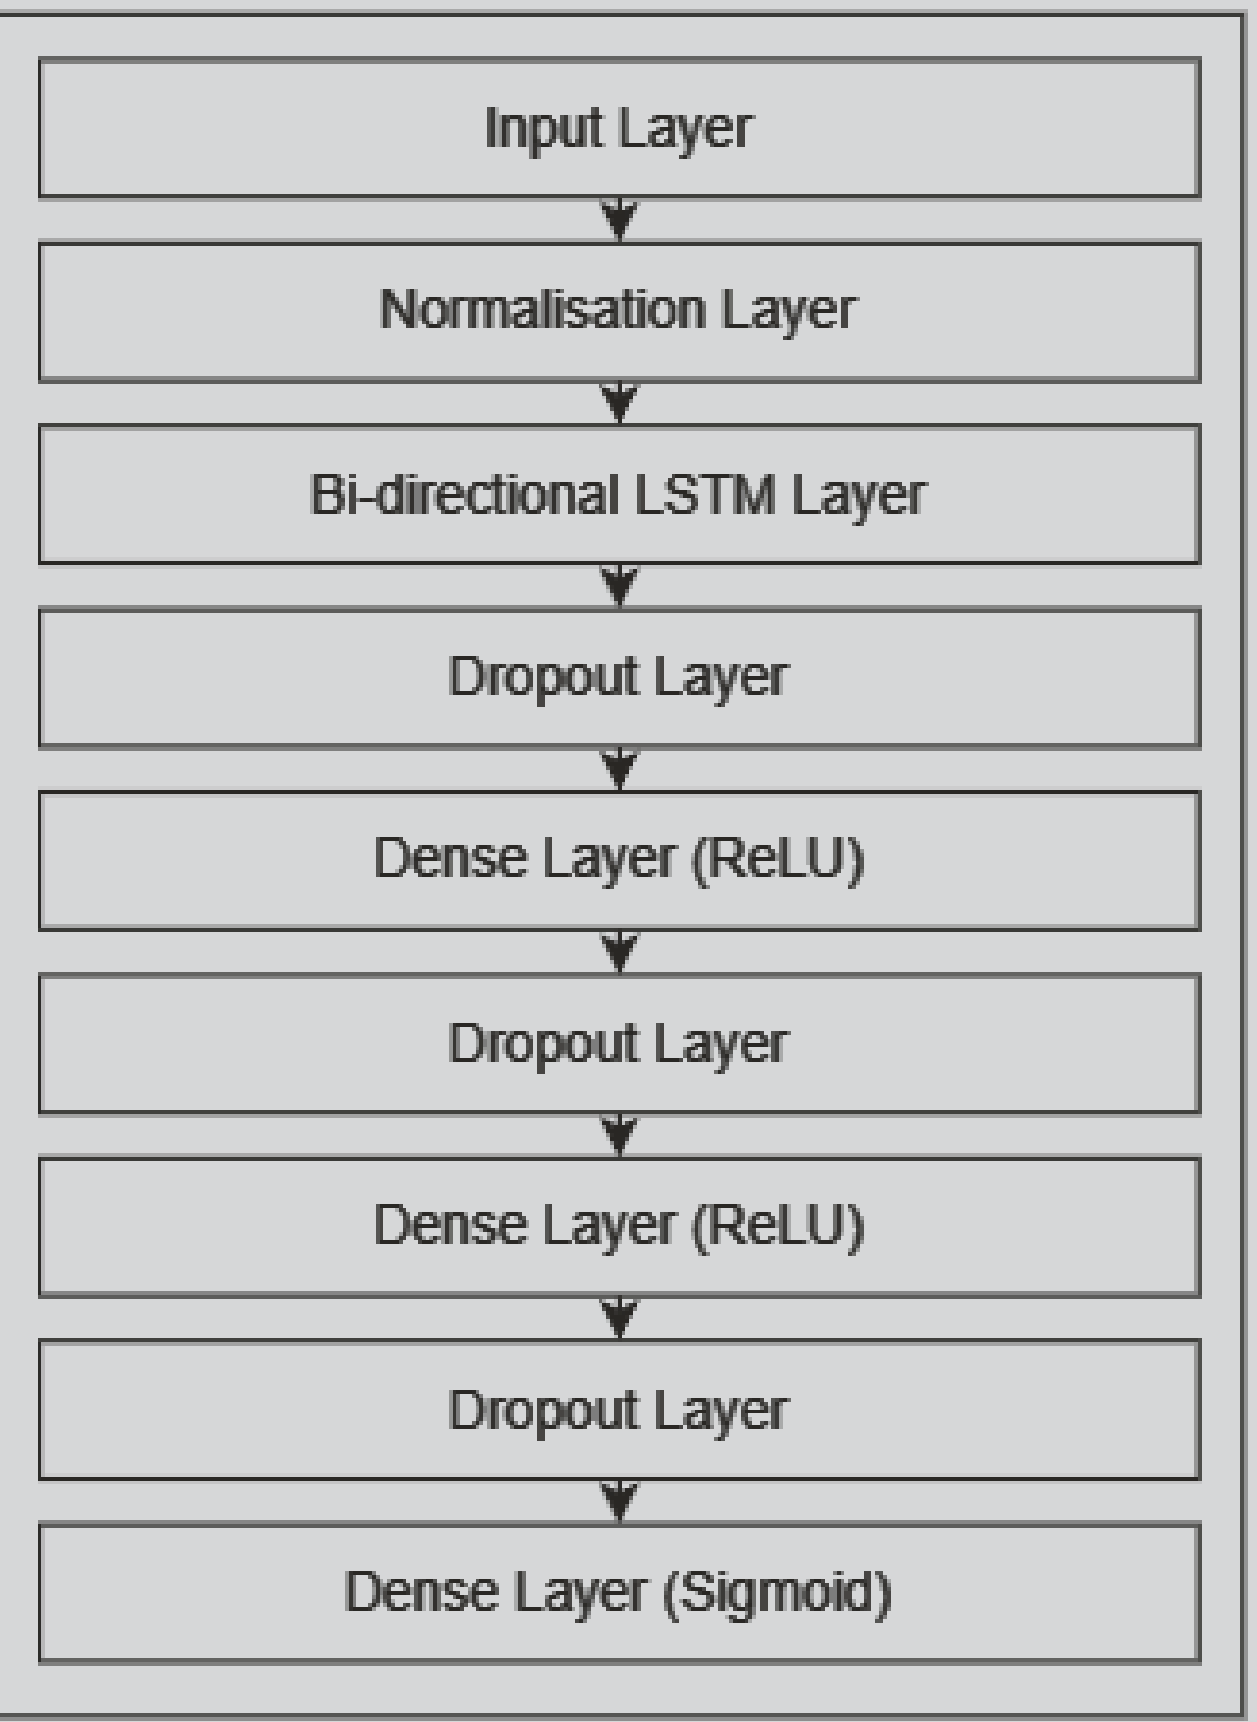 Input Layer
Normalisation Layer
Bi-directional LSTM Layer
Dropout Layer
Dense Layer (ReLU)
Dropout Layer
Dense Layer (ReLU)
Dropout Layer
Dense Layer (Sigmoid)